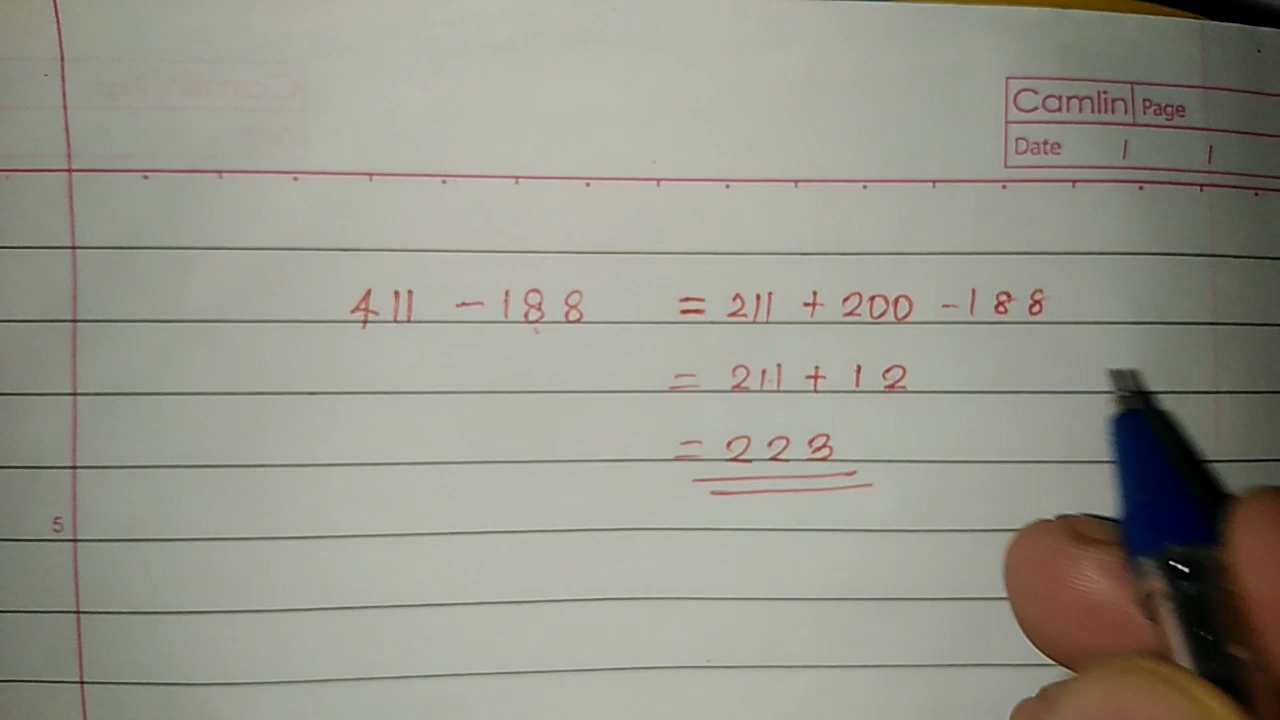 Camlin Page
Date / /
411 - 188 = 211 + 200 - 188
= 211 + 12
= 223
5